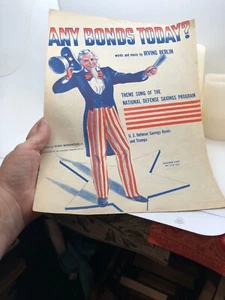 ANY BONDS TODAY?
words and music by IRVING BERLIN
THEME SONG OF THE
NATIONAL DEFENSE SAVINGS PROGRAM
U. S. Defense Savings Bonds
and Stamps